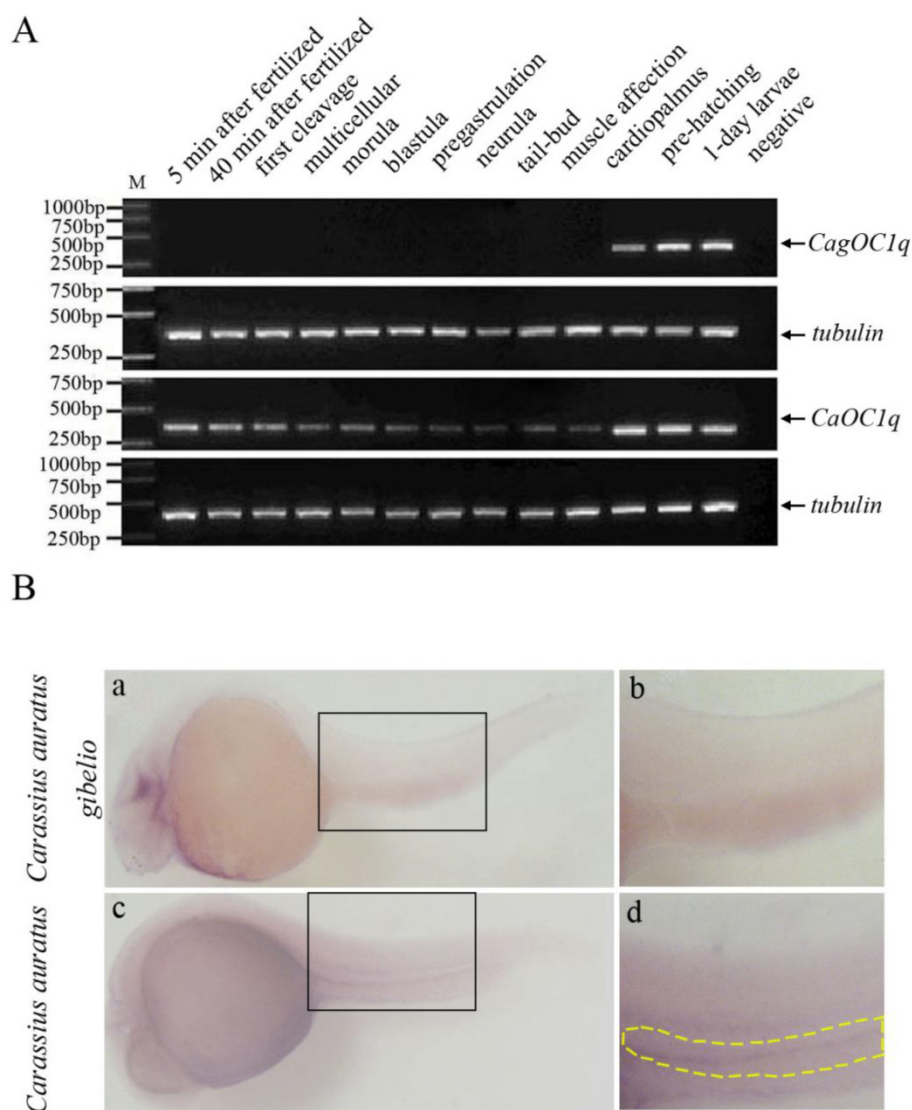 A
5 min after fertilized
40 min after fertilized
first cleavage
multicellular
morula
blastula
pregastrulation
neurula
tail-bud
muscle affection
cardiopalmus
pre-hatching
1-day larvae
negative
M
1000bp
750bp
500bp
250bp
CagOC1q
750bp
500bp
250bp
tubulin
750bp
500bp
250bp
CaOC1q
1000bp
750bp
500bp
250bp
tubulin
B
Carassius auratus
gibelio
a
b
Carassius auratus
c
d